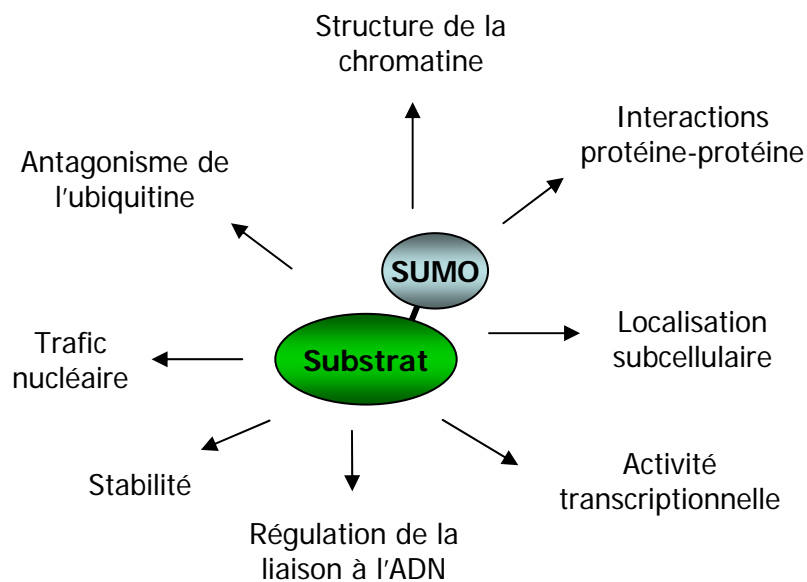 Structure de la
chromatine
Interactions
protéine-protéine
Antagonisme de
l'ubiquitine
SUMO
Localisation
subcellulaire
Trafic
nucléaire
Substrat
Stabilité
Activité
transcriptionnelle
Régulation de la
liaison à l'ADN